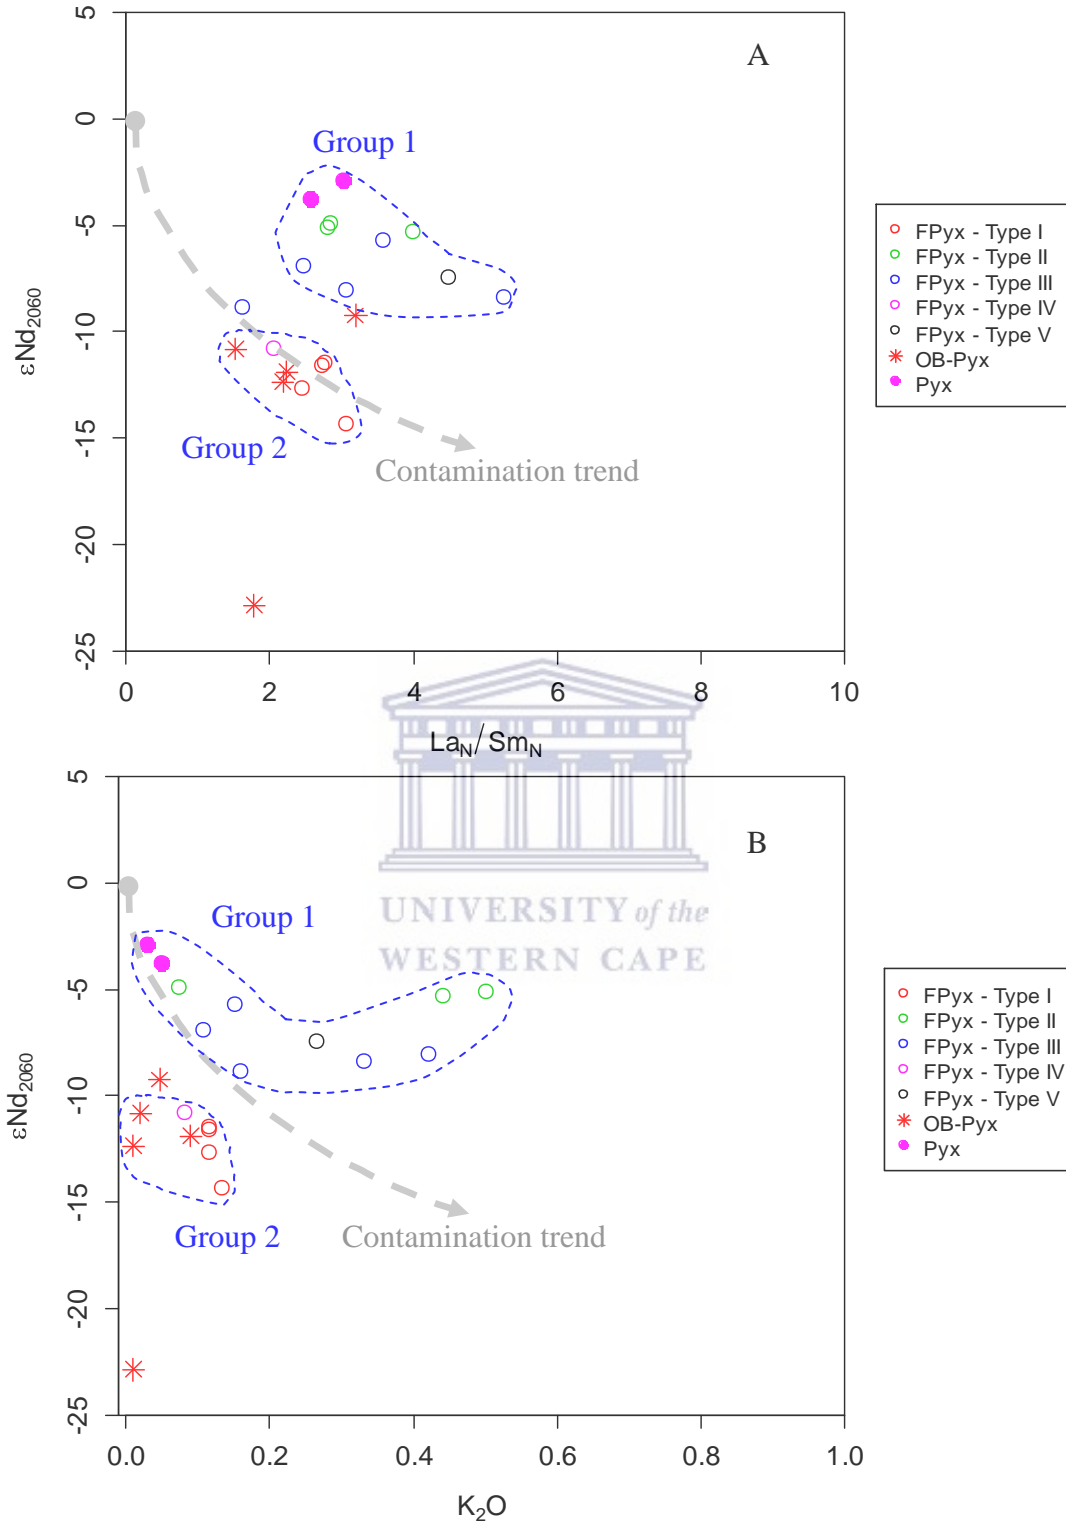 A
5
0
-5
-10
-15
-20
-25
εNd2060
Group 1
Group 2
Contamination trend
FPyx - Type I
FPyx - Type II
FPyx - Type III
FPyx - Type IV
FPyx - Type V
OB-Pyx
Pyx
0 2 4 6 8 10
LaN/ SmN
UNIVERSITY of the
WESTERN CAPE
B
5
0
-5
-10
-15
-20
-25
εNd2060
Group 1
Group 2
Contamination trend
FPyx - Type I
FPyx - Type II
FPyx - Type III
FPyx - Type IV
FPyx - Type V
OB-Pyx
Pyx
0.0 0.2 0.4 0.6 0.8 1.0
K2O